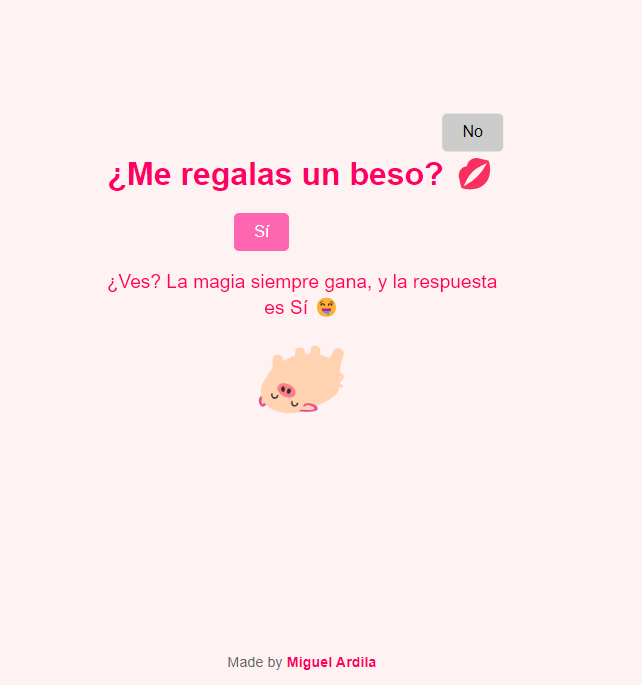 No
¿Me regalas un beso? 💋
Sí
¿Ves? La magia siempre gana, y la respuesta
es Sí 😝
Made by Miguel Ardila